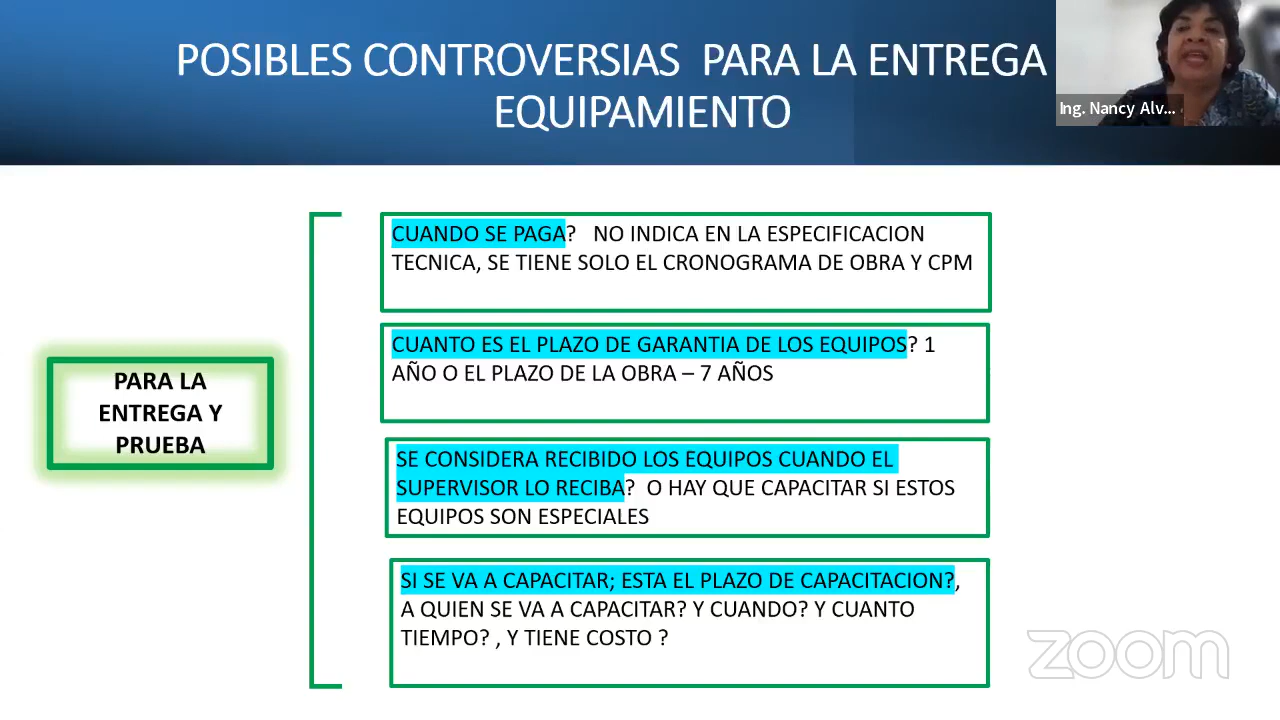 POSIBLES CONTROVERSIAS PARA LA ENTREGA
EQUIPAMIENTO
Ing. Nancy Alv...
PARA LA
ENTREGA Y
PRUEBA
CUANDO SE PAGA? NO INDICA EN LA ESPECIFICACION
TECNICA, SE TIENE SOLO EL CRONOGRAMA DE OBRA Y CPM
CUANTO ES EL PLAZO DE GARANTIA DE LOS EQUIPOS? 1
AÑO O EL PLAZO DE LA OBRA – 7 AÑOS
SE CONSIDERA RECIBIDO LOS EQUIPOS CUANDO EL
SUPERVISOR LO RECIBA? O HAY QUE CAPACITAR SI ESTOS
EQUIPOS SON ESPECIALES
SI SE VA A CAPACITAR; ESTA EL PLAZO DE CAPACITACION?,
A QUIEN SE VA A CAPACITAR? Y CUANDO? Y CUANTO
TIEMPO? , Y TIENE COSTO ?
zoom